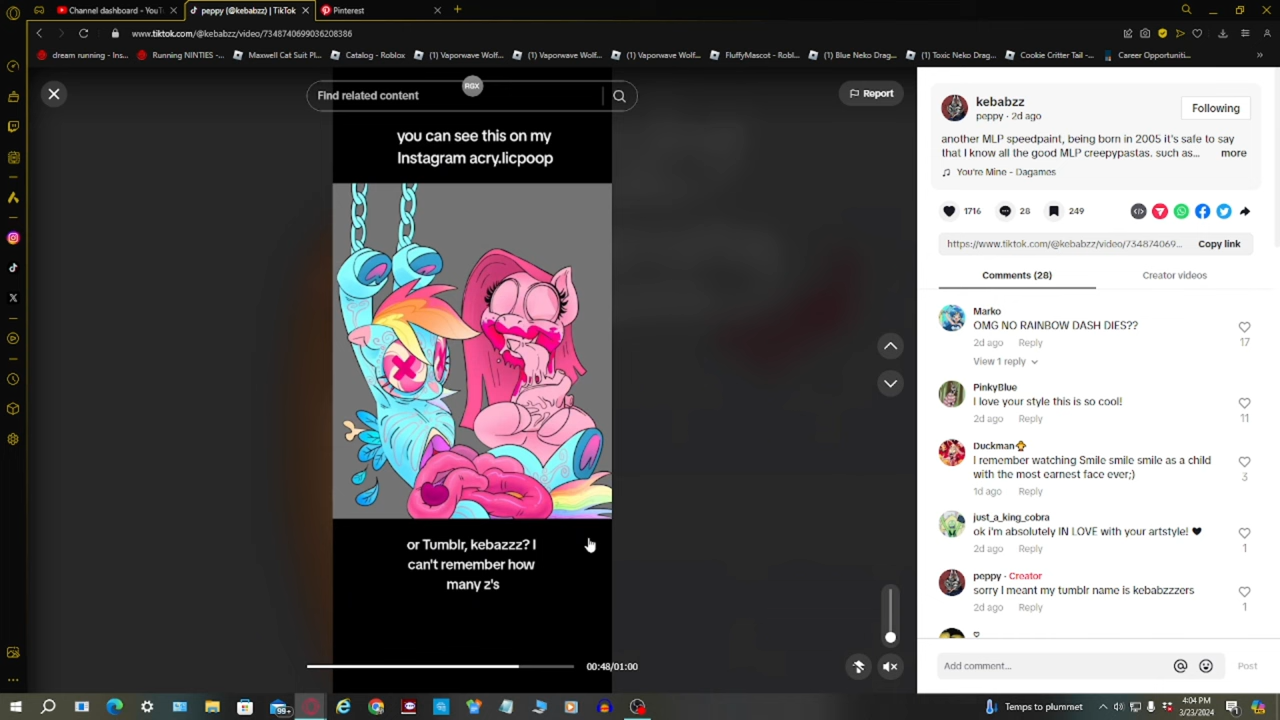 Channel dashboard - YouT
peppy (@kebabzz) | TikTok
Pinterest
www.tiktok.com/@kebabzz/video/7348740699036208386
dream running - Ins...
Running NINTIES -...
Maxwell Cat Suit Pl...
Catalog - Roblox
(1) Vaporwave Wolf...
(1) Vaporwave Wolf...
(1) Vaporwave Wolf...
FluffyMascot - Robl...
(1) Blue Neko Drag...
(1) Toxic Neko Drag...
Cookie Critter Tail -...
Career Opportuniti...
Find related content
RGX
Report
you can see this on my
Instagram acry.licpoop
or Tumblr, kebazzz? I
can't remember how
many z's
00:48/01:00
kebabzz
peppy · 2d ago
Following
another MLP speedpaint, being born in 2005 it's safe to say
that I know all the good MLP creepypastas. such as...
more
You're Mine - Dagames
1716
28
249
https://www.tiktok.com/@kebabzz/video/734874069...
Copy link
Comments (28)
Creator videos
Marko
OMG NO RAINBOW DASH DIES??
2d ago
Reply
17
View 1 reply
PinkyBlue
I love your style this is so cool!
2d ago
Reply
11
Duckman
I remember watching Smile smile smile as a child
with the most earnest face ever;)
1d ago
Reply
3
just_a_king_cobra
ok i'm absolutely IN LOVE with your artstyle! ♥
2d ago
Reply
1
peppy · Creator
sorry I meant my tumblr name is kebabzzzers
2d ago
Reply
1
Add comment...
Post
99+
Temps to plummet
4:04 PM
3/23/2024